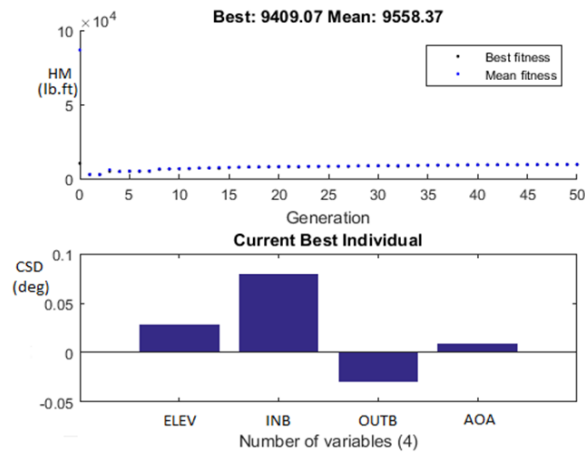 Best: 9409.07 Mean: 9558.37
10 × 10^4
HM
(lb.ft)
5
0
Best fitness
Mean fitness
0 5 10 15 20 25 30 35 40 45 50
Generation
Current Best Individual
0.1
CSD
(deg)
0.05
0
-0.05
ELEV INB OUTB AOA
Number of variables (4)